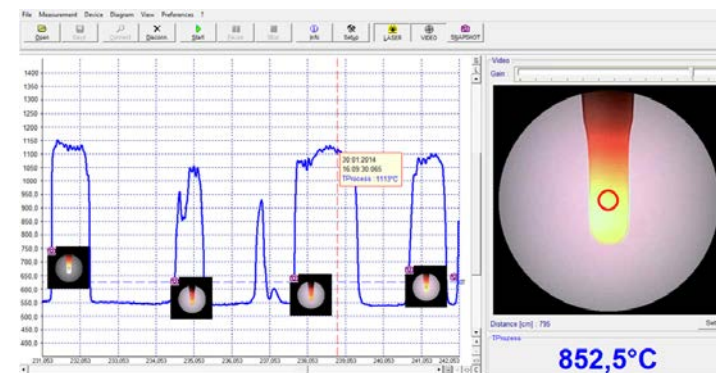 File Measurement Device Diagram View Preferences ?
Open Save Connect Disconn. Start Pause Stop Info Setup LASER VIDEO SNAPSHOT
Video
Gain :
1400
1350
1300
1250
1200
1150
1100
1050
1000
950.0
900.0
850.0
800.0
750.0
700.0
650.0
600.0
550.0
500.0
450.0
400.0
30.01.2014
16:09:30:065
TProcess : 1113°C
231,053 232,053 233,053 234,053 235,053 236,053 237,053 238,053 239,053 240,053 241,053 242,053
Distance [cm] : 795
Set
TProzess
852,5°C